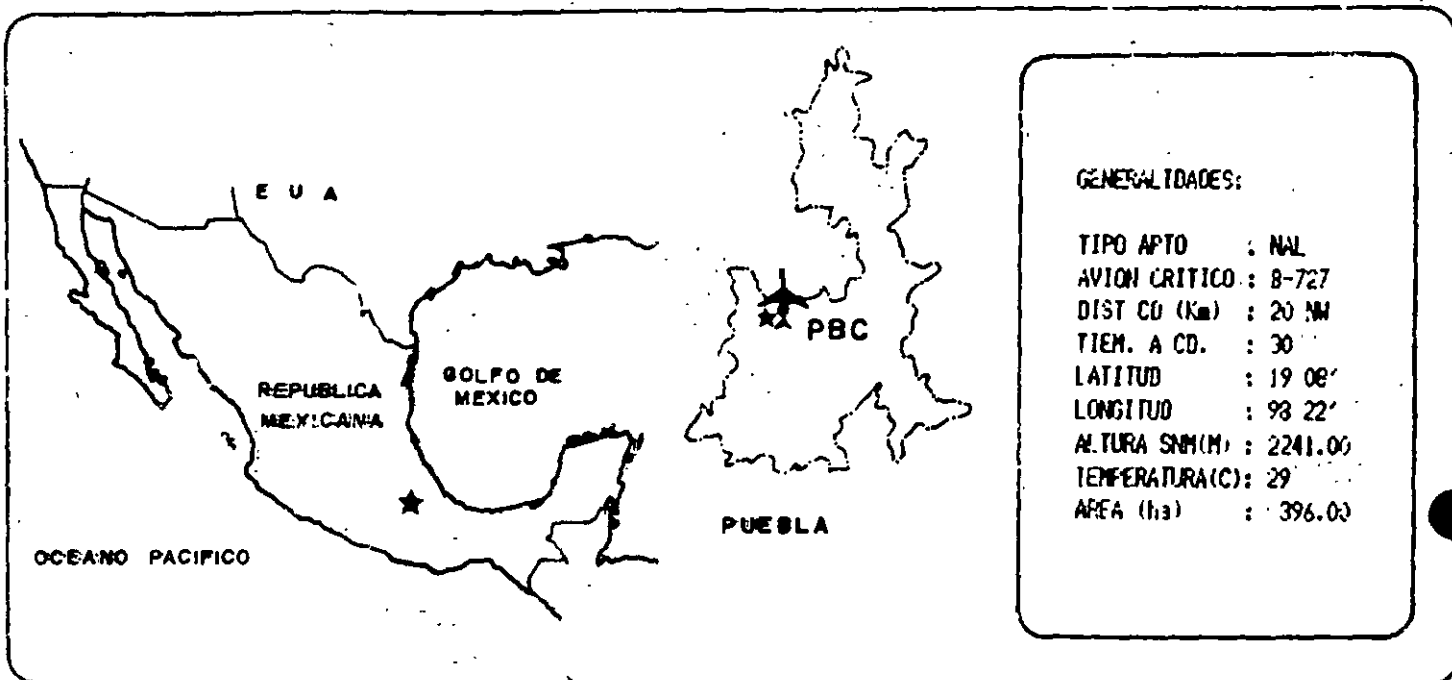 E U A
REPUBLICA
MEXICANA
GOLFO DE
MEXICO
OCEANO PACIFICO
PBC
PUEBLA
GENERALIDADES:
TIPO APTO : NAL
AVION CRITICO : B-727
DIST CD (Km) : 20 NW
TIEM. A CD. : 30
LATITUD : 19 08'
LONGITUD : 98 22'
ALTURA SNM(M) : 2241.00
TEMPERATURA(C): 29
AREA (ha) : 396.00